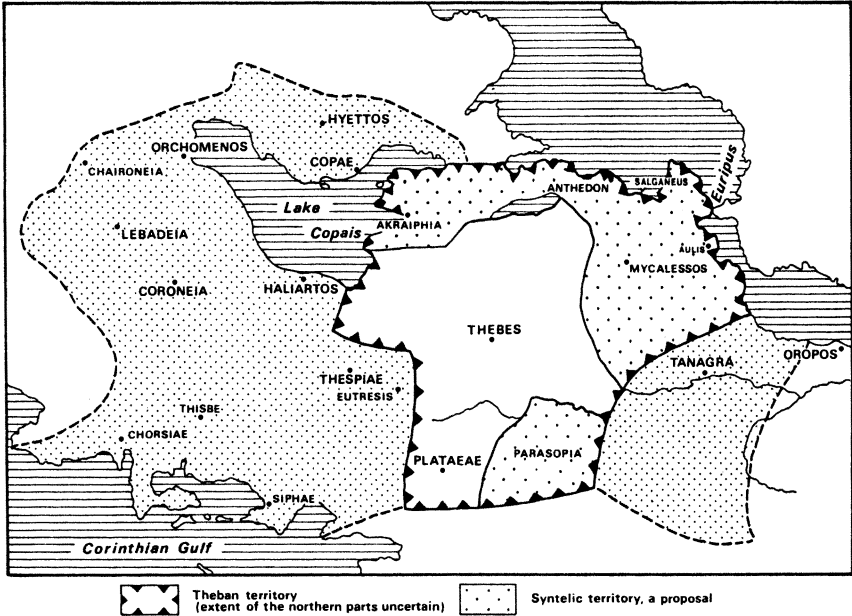 HYETTOS
ORCHOMENOS
COPAE
CHAIRONEIA
SALGANEUS
Euripus
ANTHEDON
Lake
Copais
AKRAIPHIA
LEBADEIA
AULIS
MYCALESSOS
CORONEIA
HALIARTOS
THEBES
OROPOS
TANAGRA
THESPIAE
EUTRESIS
THISBE
CHORSIAE
PARASOPIA
PLATAEAE
SIPHAE
Corinthian Gulf
Theban territory
(extent of the northern parts uncertain)
Syntelic territory, a proposal